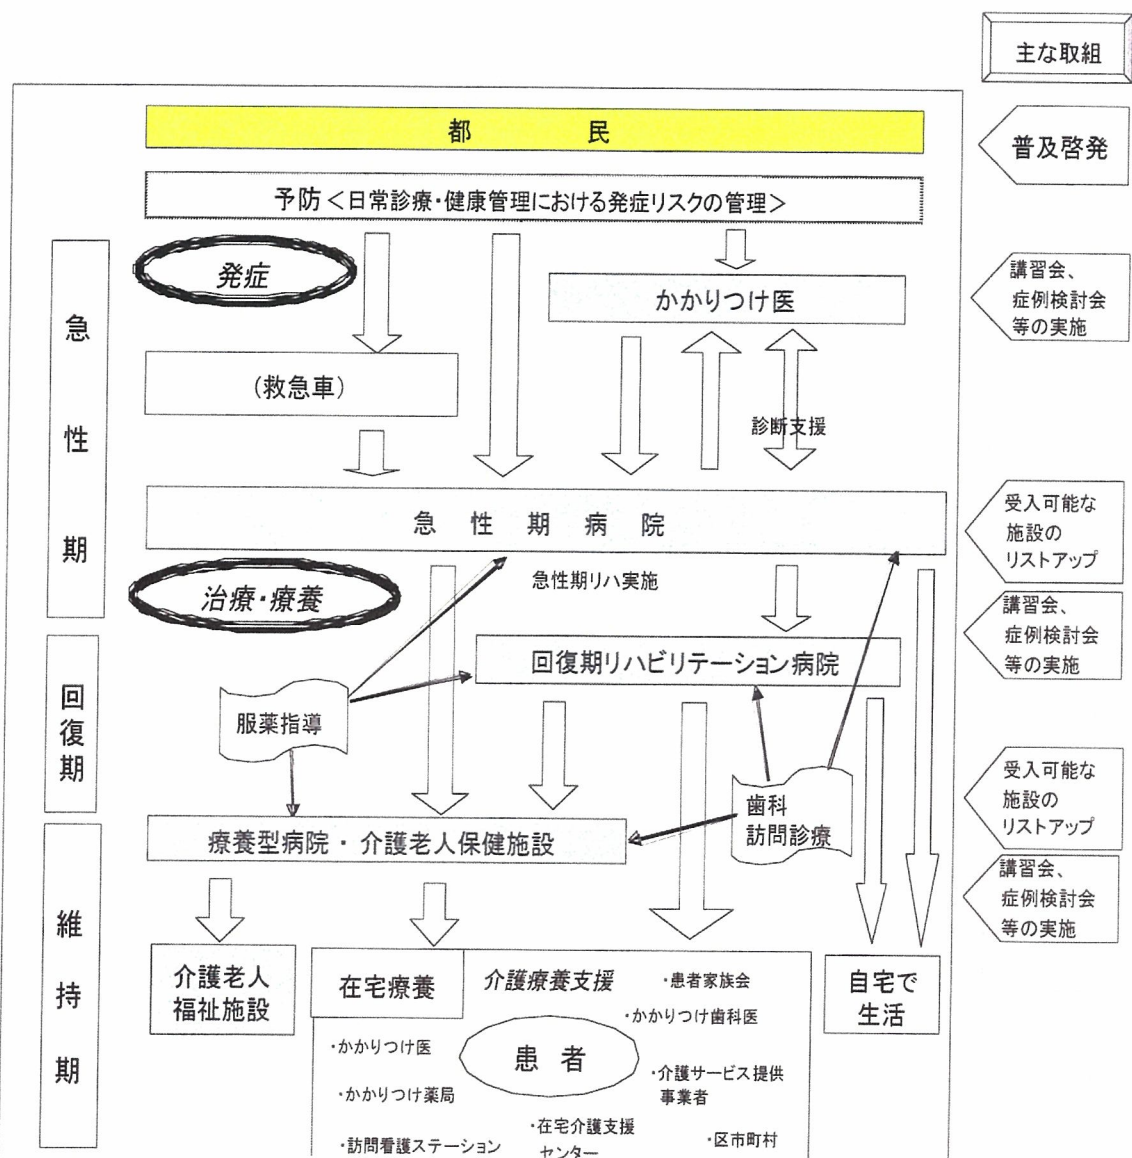 主な取組
都 民
普及啓発
予防<日常診療・健康管理における発症リスクの管理>
急性期
発症
かかりつけ医
講習会、
症例検討会
等の実施
(救急車)
診断支援
急性期病院
受入可能な
施設の
リストアップ
治療・療養
急性期リハ実施
講習会、
症例検討会
等の実施
回復期
回復期リハビリテーション病院
服薬指導
受入可能な
施設の
リストアップ
歯科
訪問診療
維持期
療養型病院・介護老人保健施設
講習会、
症例検討会
等の実施
介護老人
福祉施設
在宅療養
介護療養支援
・患者家族会
自宅で
生活
・かかりつけ歯科医
・かかりつけ医
患者
・介護サービス提供
事業者
・かかりつけ薬局
・在宅介護支援
センター
・訪問看護ステーション
・区市町村